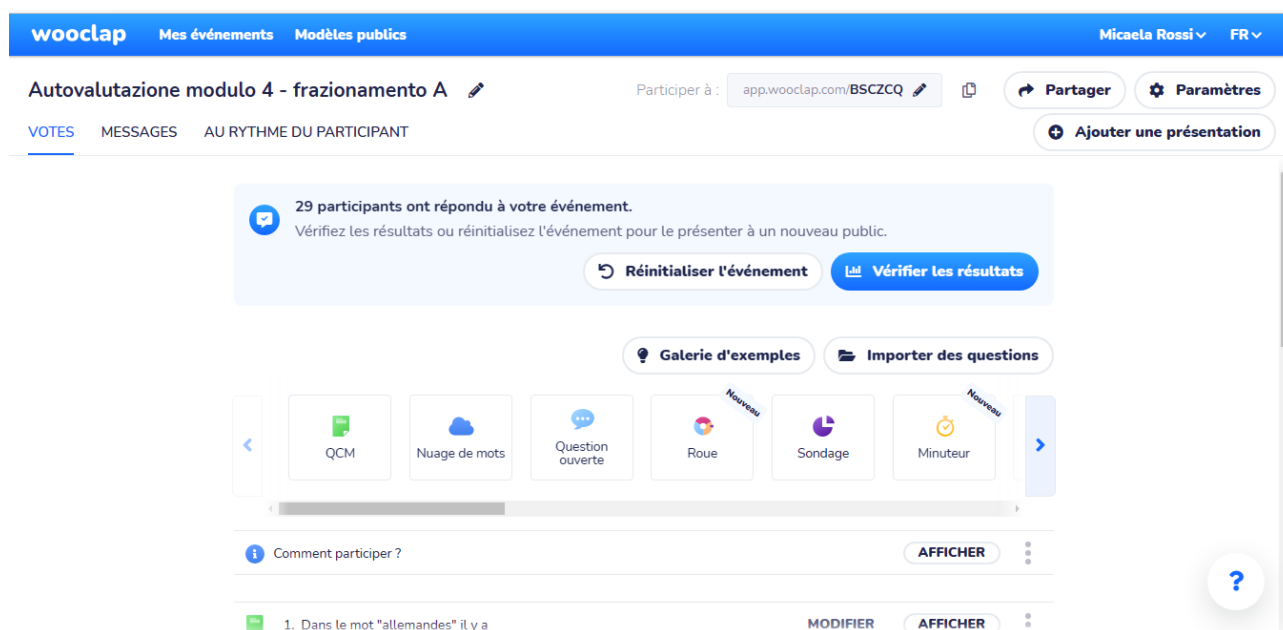 wooclap Mes événements Modèles publics Micaela Rossi FR
Autovalutazione modulo 4 - frazionamento A Participer à : app.wooclap.com/BSCZCQ Partager Paramètres
VOTES MESSAGES AU RYTHME DU PARTICIPANT Ajouter une présentation
29 participants ont répondu à votre événement.
Vérifiez les résultats ou réinitialisez l'événement pour le présenter à un nouveau public.
Réinitialiser l'événement Vérifier les résultats
Galerie d'exemples Importer des questions
Nouveau Nouveau
QCM Nuage de mots Question ouverte Roue Sondage Minuteur
Comment participer ? AFFICHER
1. Dans le mot "allemandes" il y a MODIFIER AFFICHER
?